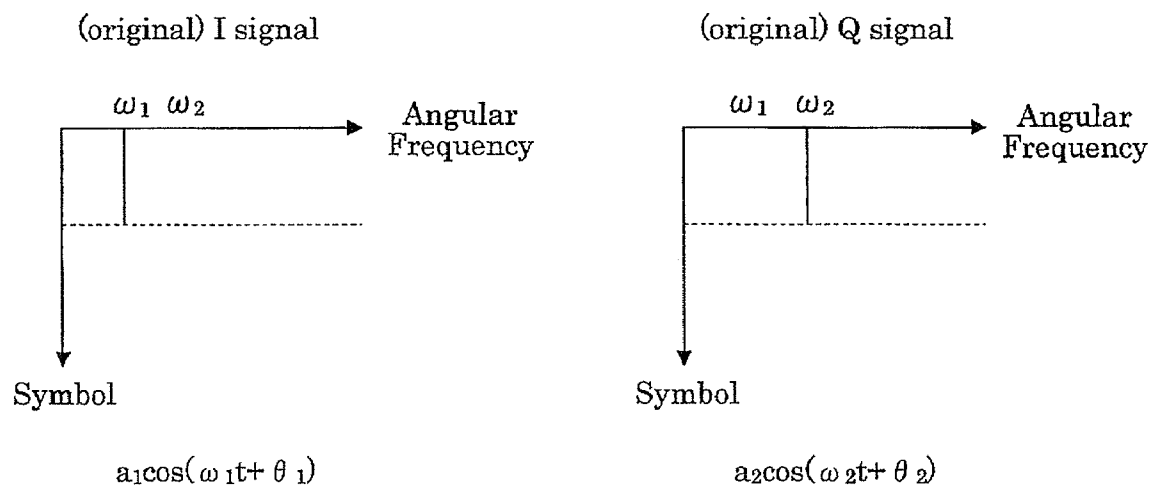 (original) I signal
ω1 ω2
Angular
Frequency
Symbol
a1cos(ω1t+θ1)
(original) Q signal
ω1 ω2
Angular
Frequency
Symbol
a2cos(ω2t+θ2)